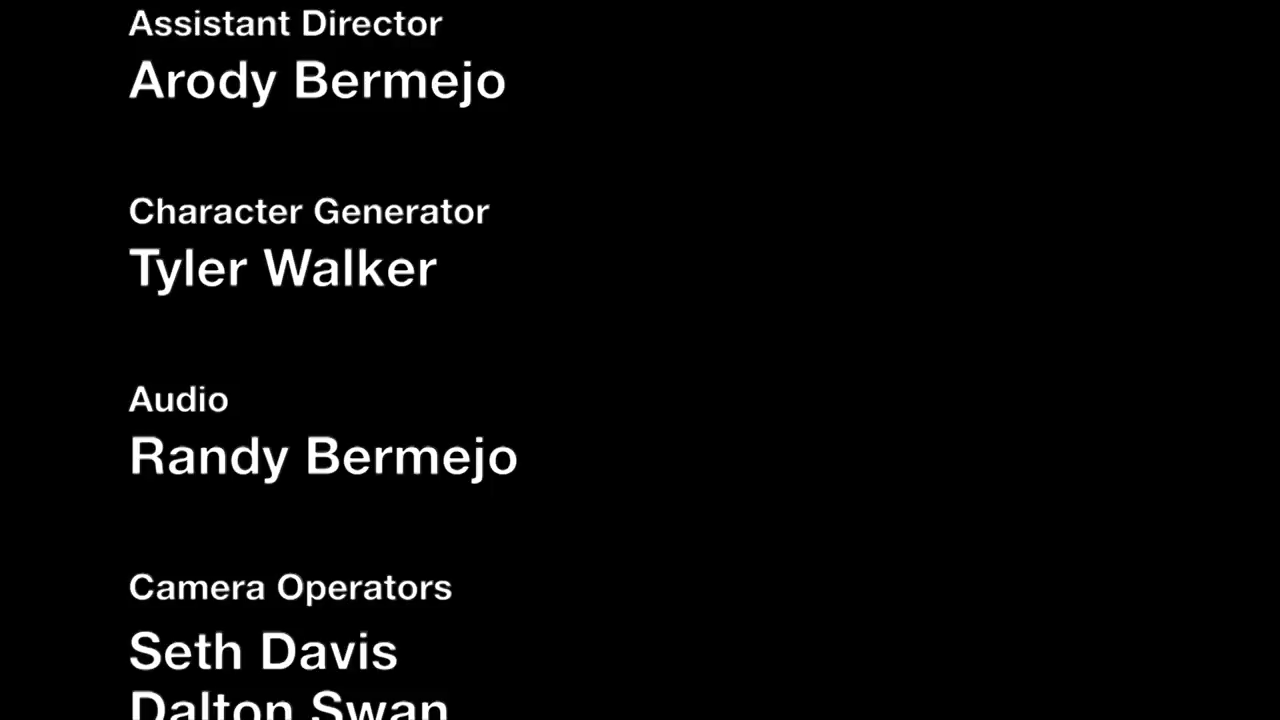 Assistant Director
Arody Bermejo
Character Generator
Tyler Walker
Audio
Randy Bermejo
Camera Operators
Seth Davis
Dalton Swan